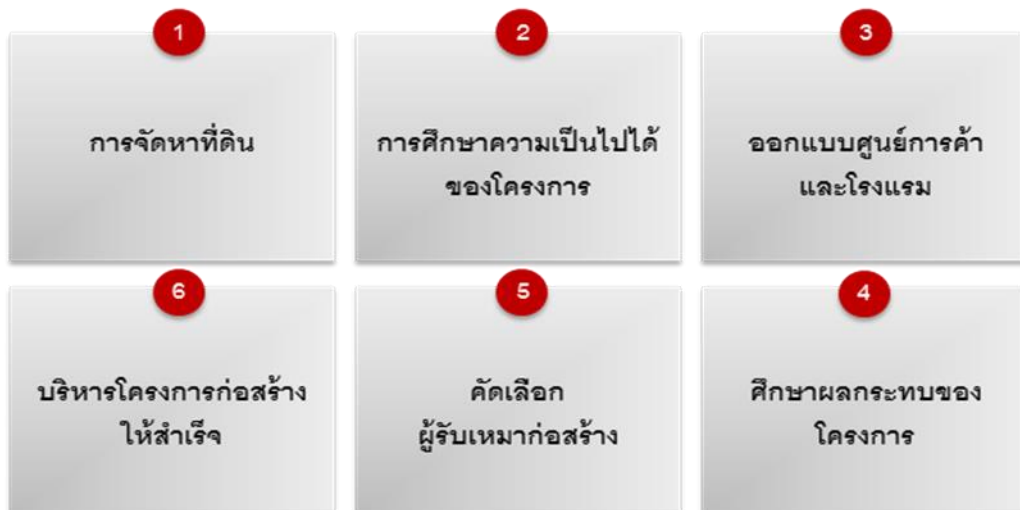 1
การจัดหาที่ดิน
2
การศึกษาความเป็นไปได้
ของโครงการ
3
ออกแบบศูนย์การค้า
และโรงแรม
4
ศึกษาผลกระทบของ
โครงการ
5
คัดเลือก
ผู้รับเหมาก่อสร้าง
6
บริหารโครงการก่อสร้าง
ให้สำเร็จ